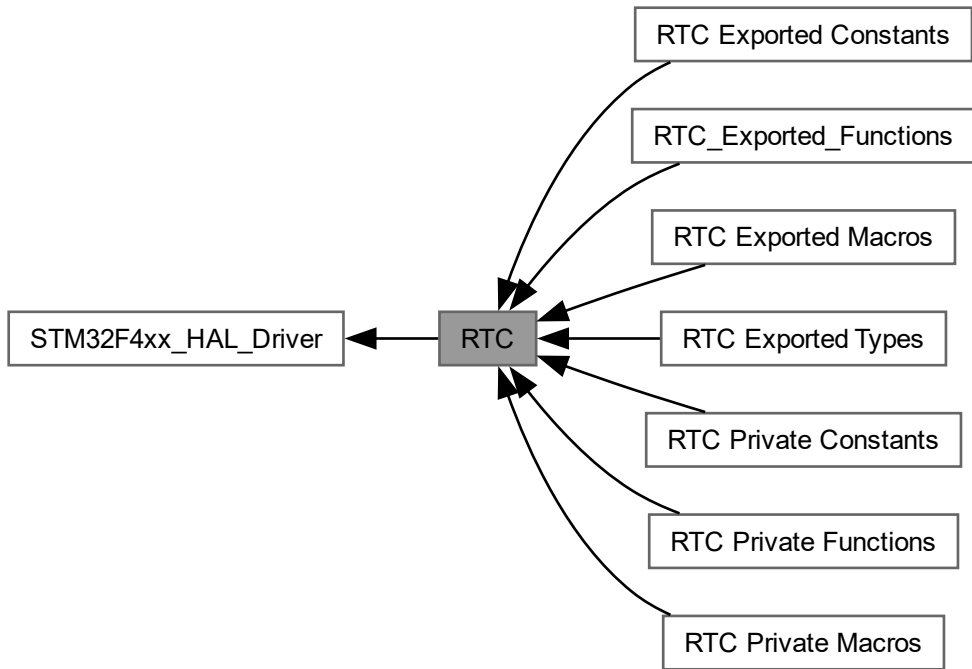 RTC Exported Constants
RTC_Exported_Functions
RTC Exported Macros
STM32F4xx_HAL_Driver
RTC
RTC Exported Types
RTC Private Constants
RTC Private Functions
RTC Private Macros